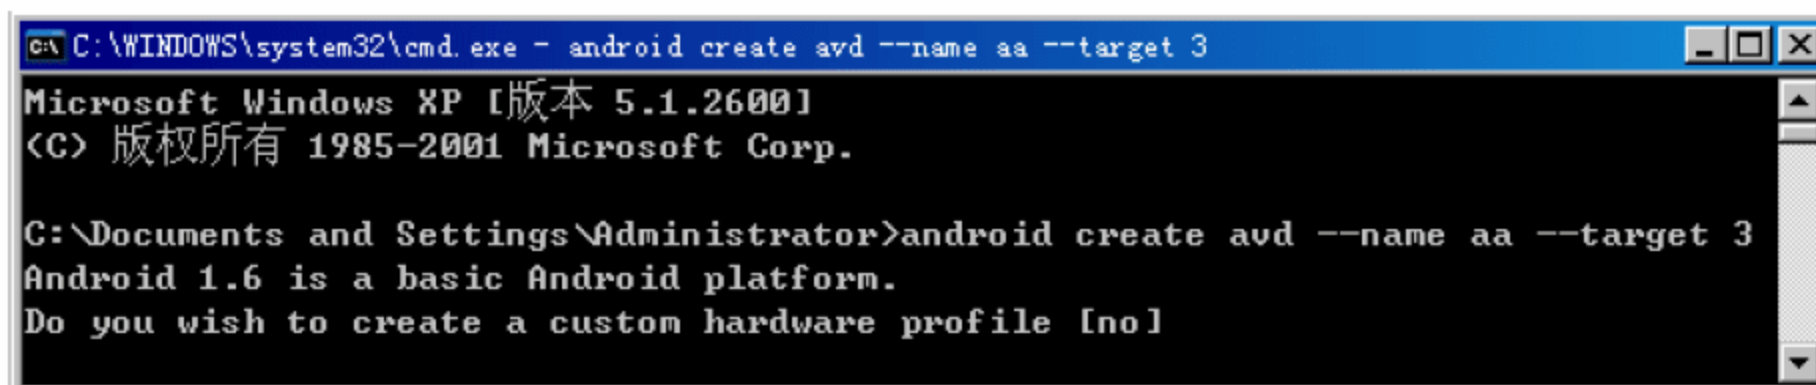 C:\WINDOWS\system32\cmd.exe - android create avd --name aa --target 3
Microsoft Windows XP [版本 5.1.2600]
(C) 版权所有 1985-2001 Microsoft Corp.
C:\Documents and Settings\Administrator>android create avd --name aa --target 3
Android 1.6 is a basic Android platform.
Do you wish to create a custom hardware profile [no]